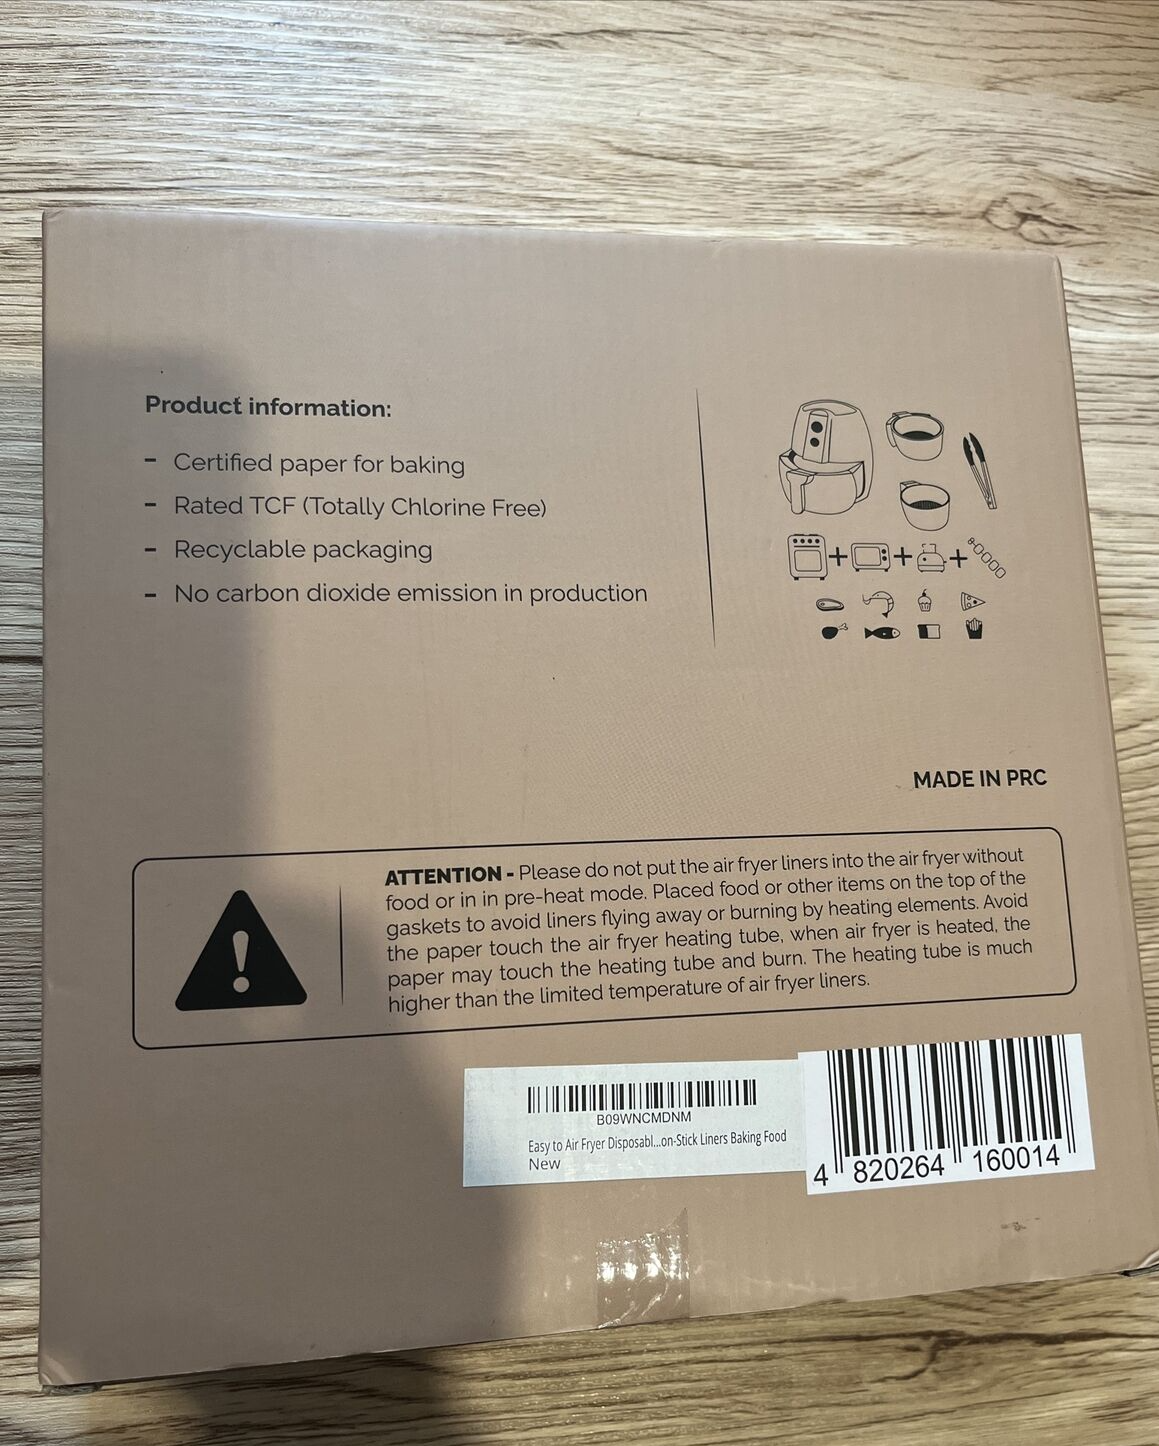 Product information:
- Certified paper for baking
- Rated TCF (Totally Chlorine Free)
- Recyclable packaging
- No carbon dioxide emission in production
MADE IN PRC
ATTENTION - Please do not put the air fryer liners into the air fryer without
food or in in pre-heat mode. Placed food or other items on the top of the
gaskets to avoid liners flying away or burning by heating elements. Avoid
the paper touch the air fryer heating tube, when air fryer is heated, the
paper may touch the heating tube and burn. The heating tube is much
higher than the limited temperature of air fryer liners.
B09WNCMDNM
Easy to Air Fryer Disposabl...on-Stick Liners Baking Food
New
4 820264 160014